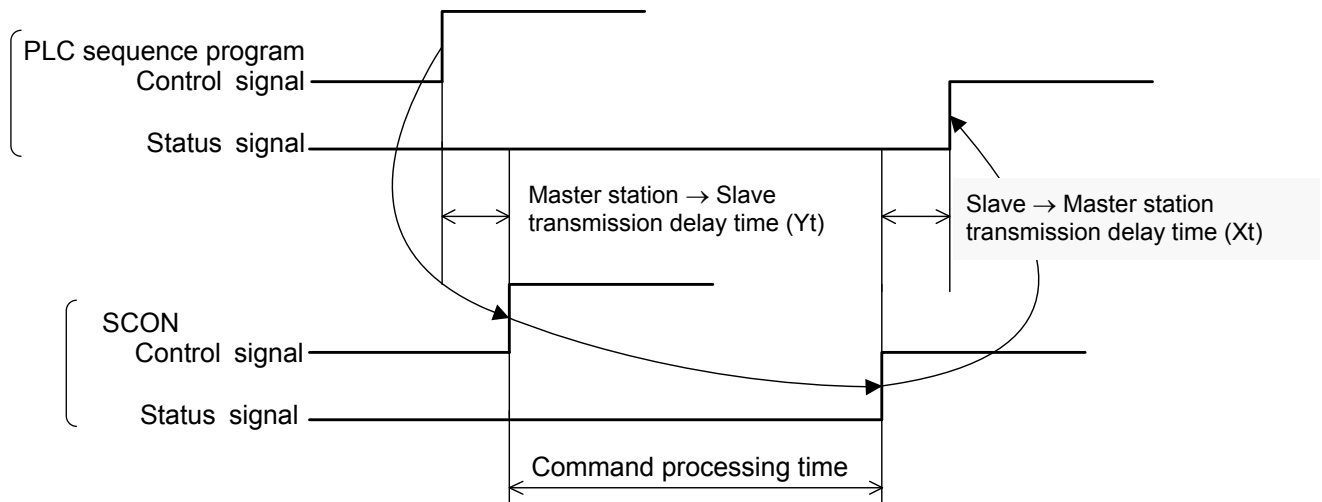 PLC sequence program
Control signal
Status signal
Master station → Slave
transmission delay time (Yt)
Slave → Master station
transmission delay time (Xt)
SCON
Control signal
Status signal
Command processing time